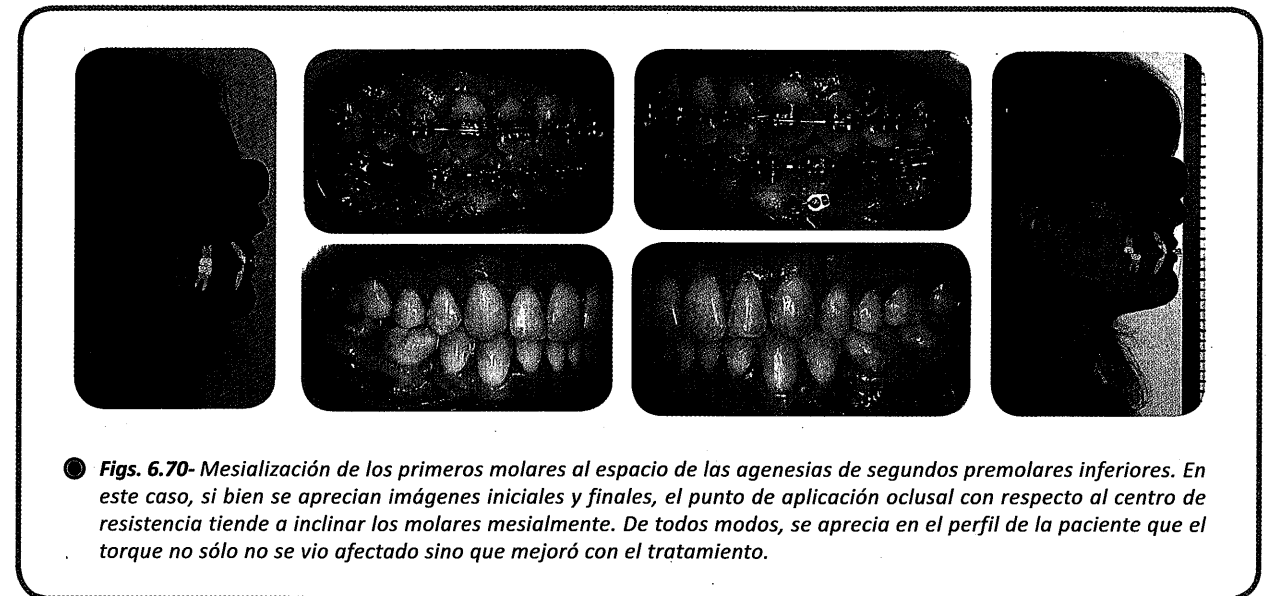 Figs. 6.70- Mesialización de los primeros molares al espacio de las agenesias de segundos premolares inferiores. En
este caso, si bien se aprecian imágenes iniciales y finales, el punto de aplicación oclusal con respecto al centro de
resistencia tiende a inclinar los molares mesialmente. De todos modos, se aprecia en el perfil de la paciente que el
torque no sólo no se vio afectado sino que mejoró con el tratamiento.